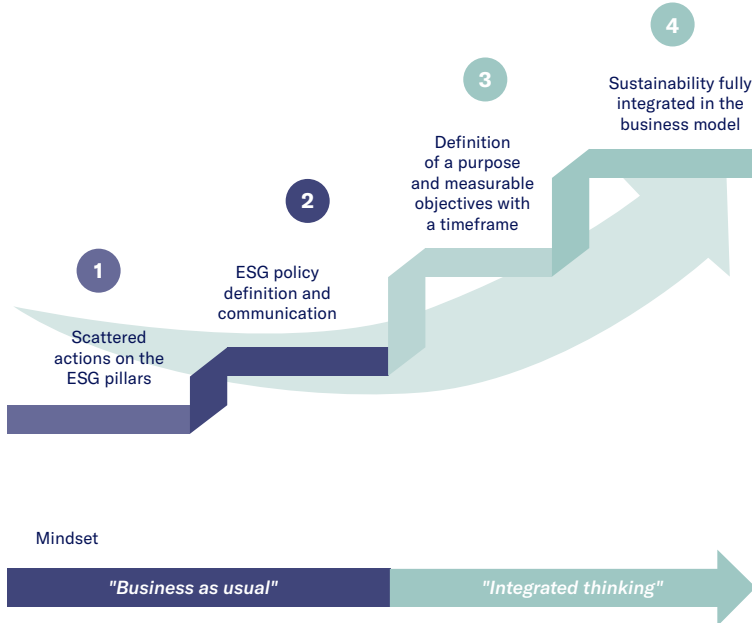 1
Scattered
actions on the
ESG pillars
2
ESG policy
definition and
communication
3
Definition
of a purpose
and measurable
objectives with
a timeframe
4
Sustainability fully
integrated in the
business model
Mindset
"Business as usual"
"Integrated thinking"